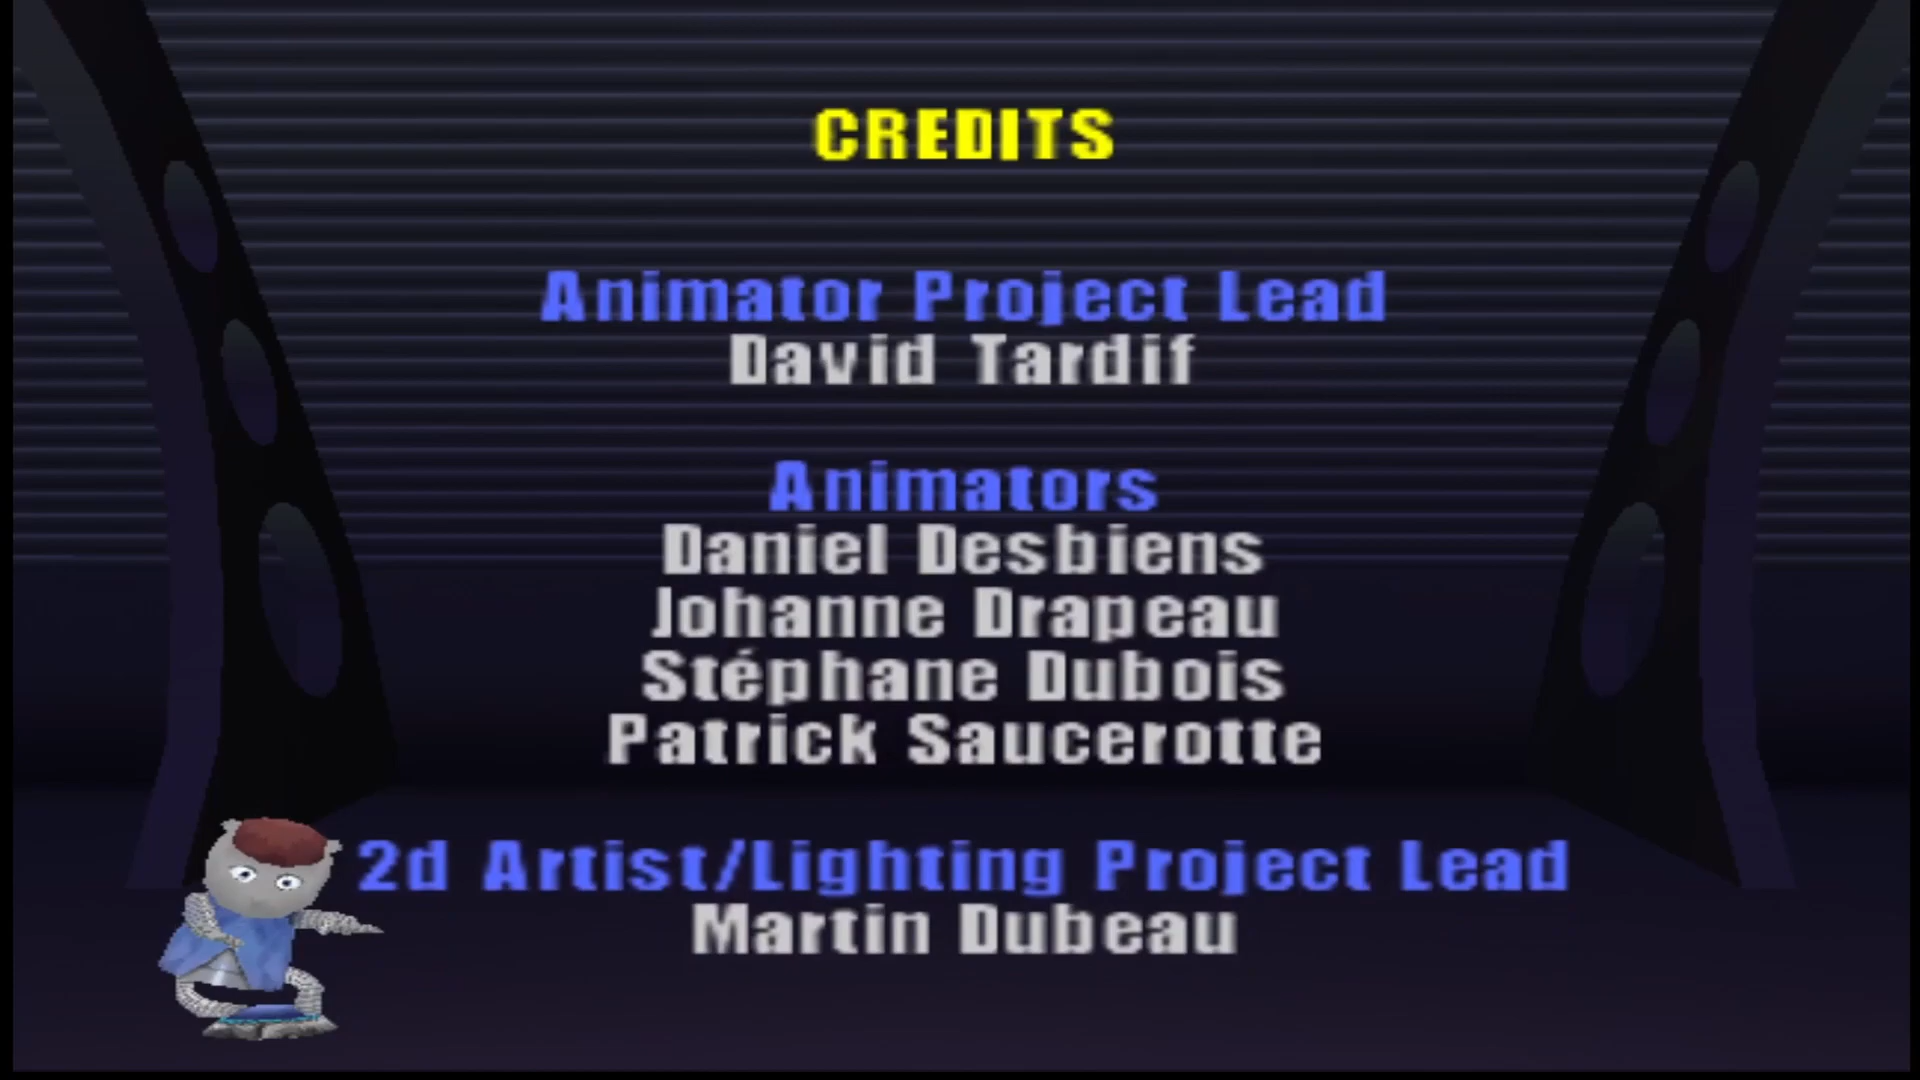 CREDITS
Animator Project Lead
David Tardif
Animators
Daniel Desbiens
Johanne Drapeau
Stéphane Dubois
Patrick Saucerotte
2d Artist/Lighting Project Lead
Martin Dubeau